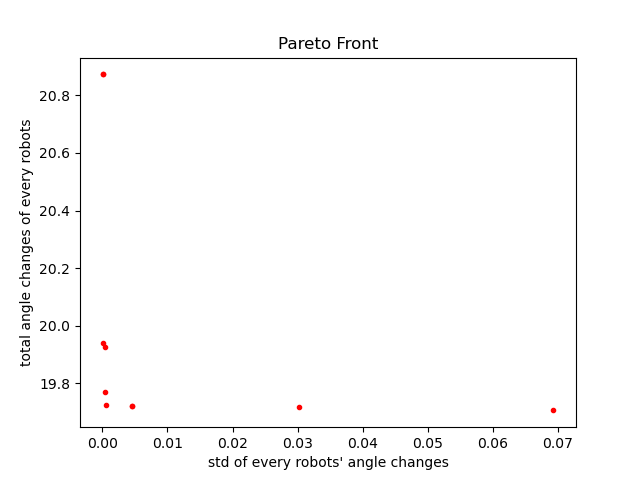 Pareto Front
total angle changes of every robots
20.8
20.6
20.4
20.2
20.0
19.8
0.00 0.01 0.02 0.03 0.04 0.05 0.06 0.07
std of every robots' angle changes